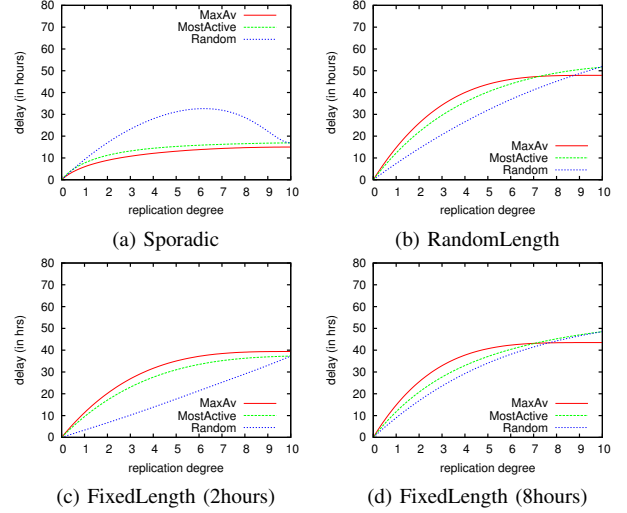 80
70
60
50
40
30
20
10
0
delay (in hours)
MaxAv
MostActive
Random
0 1 2 3 4 5 6 7 8 9 10
replication degree
(a) Sporadic
80
70
60
50
40
30
20
10
0
delay (in hours)
MaxAv
MostActive
Random
0 1 2 3 4 5 6 7 8 9 10
replication degree
(b) RandomLength
80
70
60
50
40
30
20
10
0
delay (in hrs)
MaxAv
MostActive
Random
0 1 2 3 4 5 6 7 8 9 10
replication degree
(c) FixedLength (2hours)
80
70
60
50
40
30
20
10
0
delay (in hrs)
MaxAv
MostActive
Random
0 1 2 3 4 5 6 7 8 9 10
replication degree
(d) FixedLength (8hours)